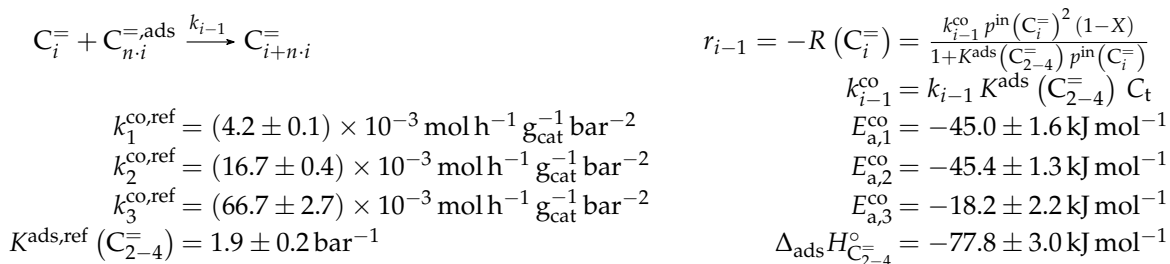 C_i^= + C_{n·i}^{=,ads} \xrightarrow{k_{i−1}} C_{i+n·i}^=
r_{i−1} = −R (C_i^=) = \frac{k_{i−1}^{co} p^{in}(C_i^=)^2 (1−X)}{1+K^{ads}(C_{2−4}^=) p^{in}(C_i^=)}
k_{i−1}^{co} = k_{i−1} K^{ads} (C_{2−4}^=) C_t
k_1^{co,ref} = (4.2 ± 0.1) × 10^{−3} mol h^{−1} g_{cat}^{−1} bar^{−2}
E_{a,1}^{co} = −45.0 ± 1.6 kJ mol^{−1}
k_2^{co,ref} = (16.7 ± 0.4) × 10^{−3} mol h^{−1} g_{cat}^{−1} bar^{−2}
E_{a,2}^{co} = −45.4 ± 1.3 kJ mol^{−1}
k_3^{co,ref} = (66.7 ± 2.7) × 10^{−3} mol h^{−1} g_{cat}^{−1} bar^{−2}
E_{a,3}^{co} = −18.2 ± 2.2 kJ mol^{−1}
K^{ads,ref} (C_{2−4}^=) = 1.9 ± 0.2 bar^{−1}
Δ_{ads}H_{C_{2−4}^=}^° = −77.8 ± 3.0 kJ mol^{−1}